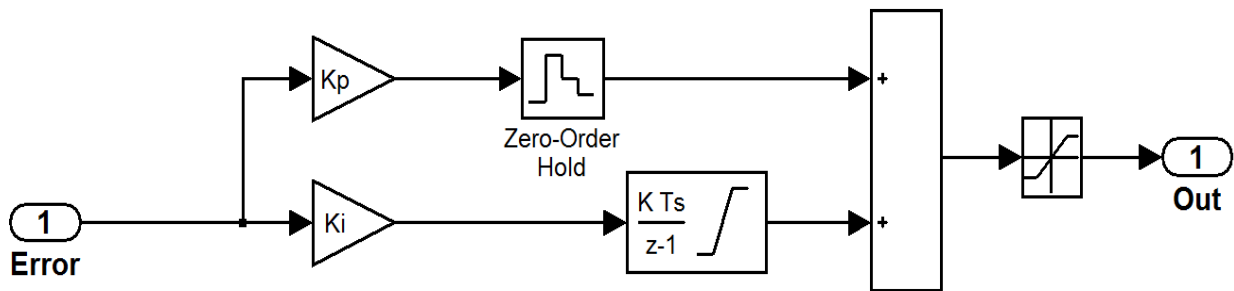 Kp
Zero-Order
Hold
+
1
Out
1
Error
Ki
K Ts
z-1
+